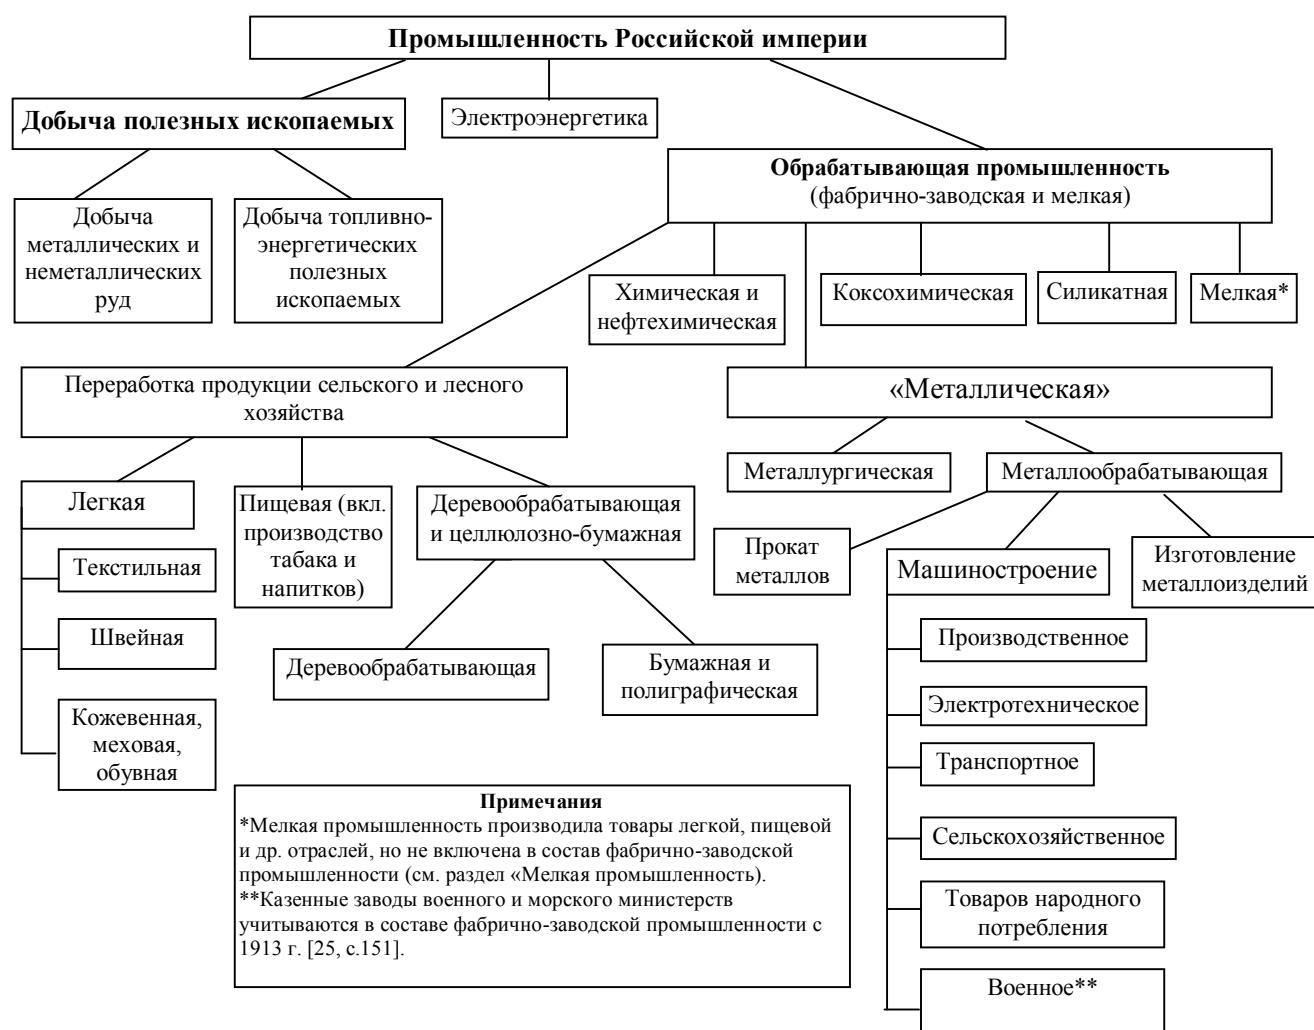 Промышленность Российской империи
Добыча полезных ископаемых
Электроэнергетика
Обрабатывающая промышленность
(фабрично-заводская и мелкая)
Добыча
металлических и
неметаллических
руд
Добыча топливно-
энергетических
полезных
ископаемых
Химическая и
нефтехимическая
Коксохимическая
Силикатная
Мелкая*
Переработка продукции сельского и лесного
хозяйства
«Металлическая»
Легкая
Пищевая (вкл.
производство
табака и
напитков)
Деревообрабатывающая
и целлюлозно-бумажная
Металлургическая
Металлообрабатывающая
Текстильная
Швейная
Кожевенная,
меховая,
обувная
Деревообрабатывающая
Бумажная и
полиграфическая
Прокат
металлов
Машиностроение
Изготовление
металлоизделий
Производственное
Электротехническое
Транспортное
Сельскохозяйственное
Товаров народного
потребления
Военное**
Примечания
*Мелкая промышленность производила товары легкой, пищевой
и др. отраслей, но не включена в состав фабрично-заводской
промышленности (см. раздел «Мелкая промышленность).
**Казенные заводы военного и морского министерств
учитываются в составе фабрично-заводской промышленности с
1913 г. [25, с.151].